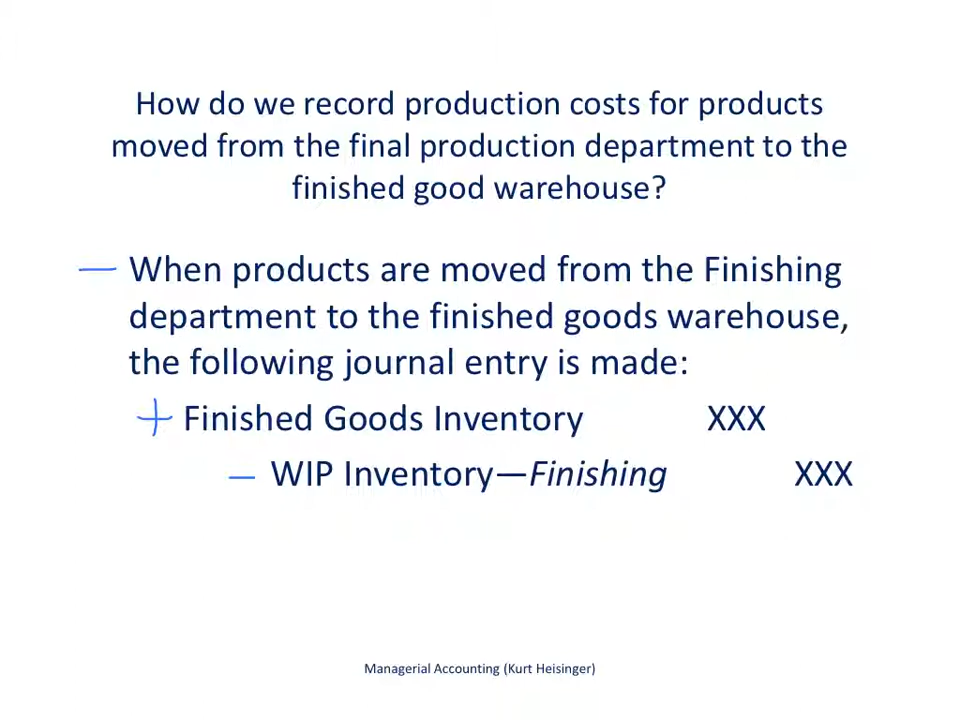 How do we record production costs for products
moved from the final production department to the
finished good warehouse?
— When products are moved from the Finishing
department to the finished goods warehouse,
the following journal entry is made:
+ Finished Goods Inventory XXX
— WIP Inventory—Finishing XXX
Managerial Accounting (Kurt Heisinger)